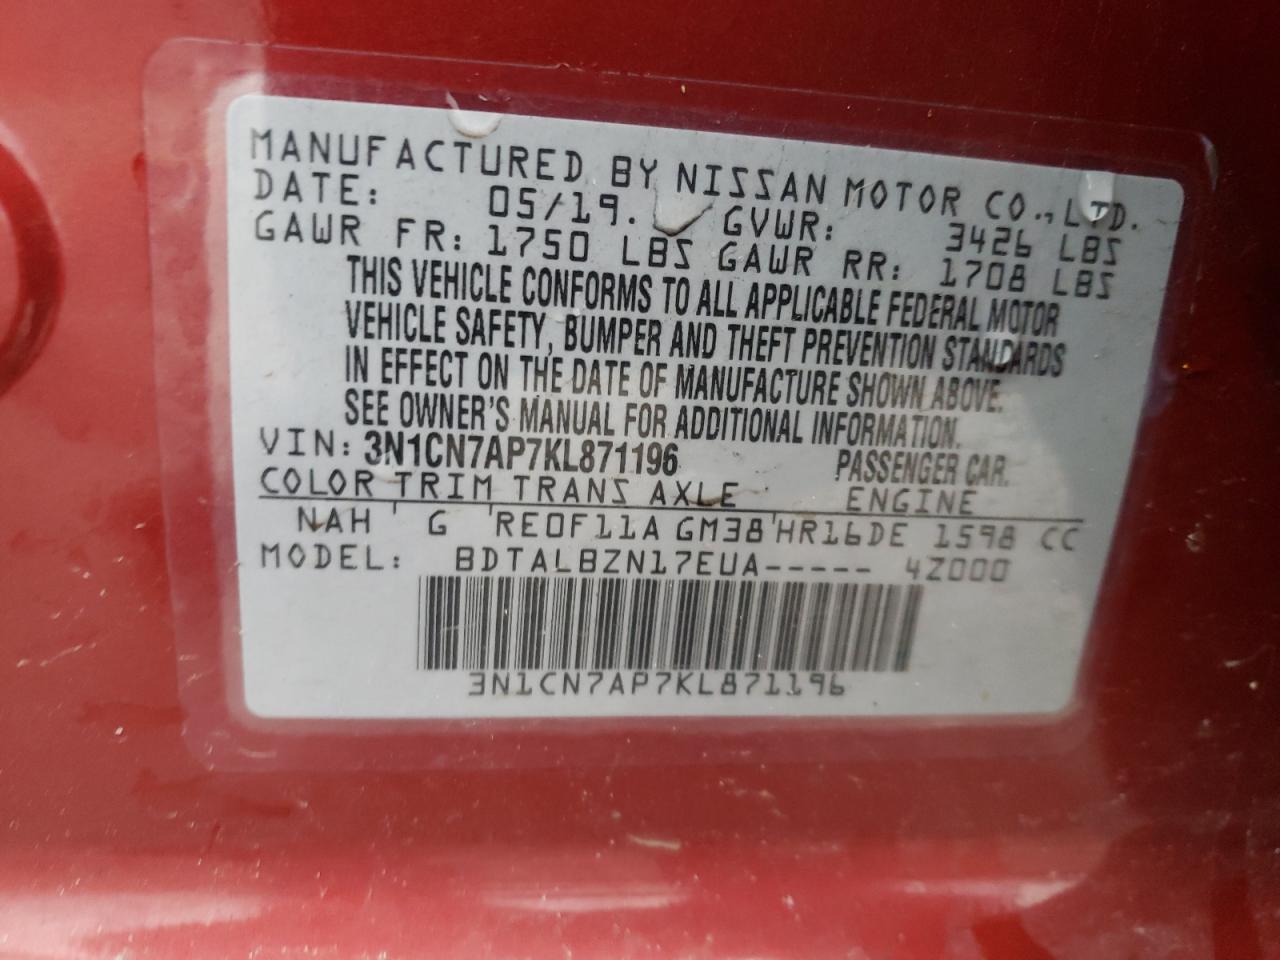 MANUFACTURED BY NISSAN MOTOR CO., LTD.
DATE: 05/19. GVWR: 3426 LBS
GAWR FR: 1750 LBS GAWR RR: 1708 LBS
THIS VEHICLE CONFORMS TO ALL APPLICABLE FEDERAL MOTOR
VEHICLE SAFETY, BUMPER AND THEFT PREVENTION STANDARDS
IN EFFECT ON THE DATE OF MANUFACTURE SHOWN ABOVE.
SEE OWNER'S MANUAL FOR ADDITIONAL INFORMATION.
VIN: 3N1CN7AP7KL871196 PASSENGER CAR.
COLOR TRIM TRANS AXLE ENGINE
NAH ' G 'RE0F11A GM38'HR16DE 1598 CC
MODEL: BDTALBZN17EUA----- 4Z000
3N1CN7AP7KL871196